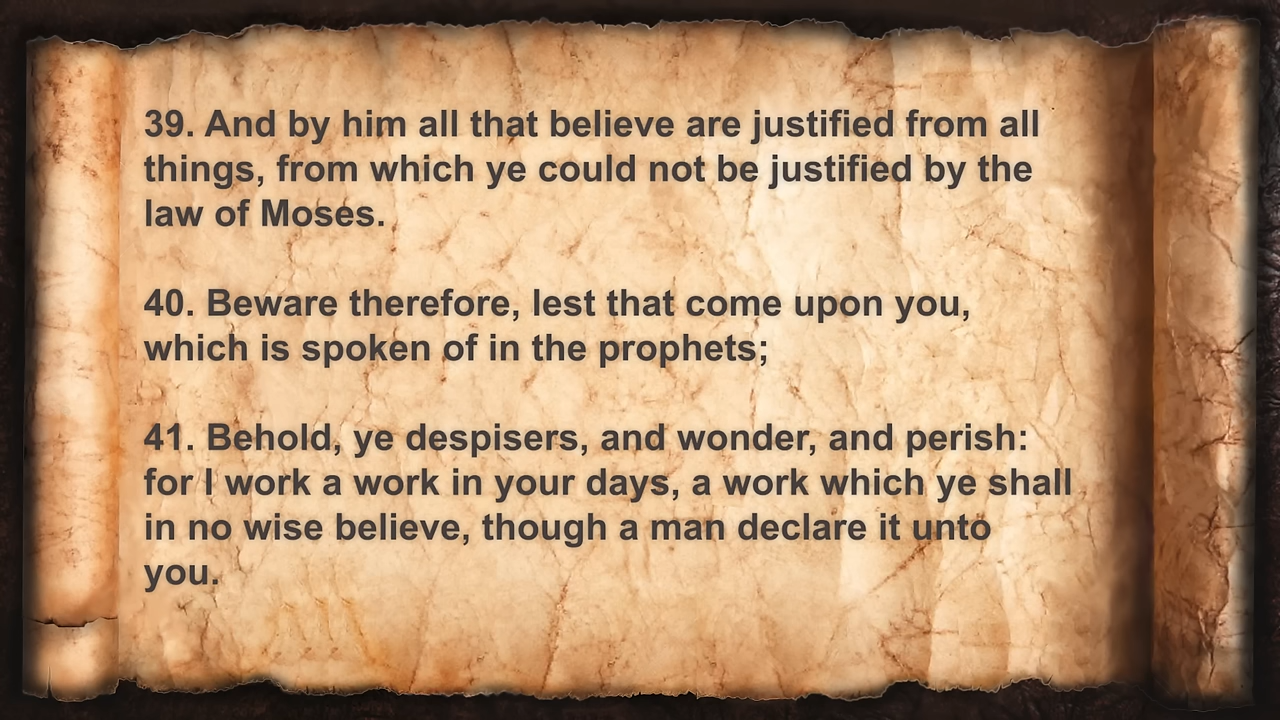 39. And by him all that believe are justified from all
things, from which ye could not be justified by the
law of Moses.
40. Beware therefore, lest that come upon you,
which is spoken of in the prophets;
41. Behold, ye despisers, and wonder, and perish:
for I work a work in your days, a work which ye shall
in no wise believe, though a man declare it unto
you.